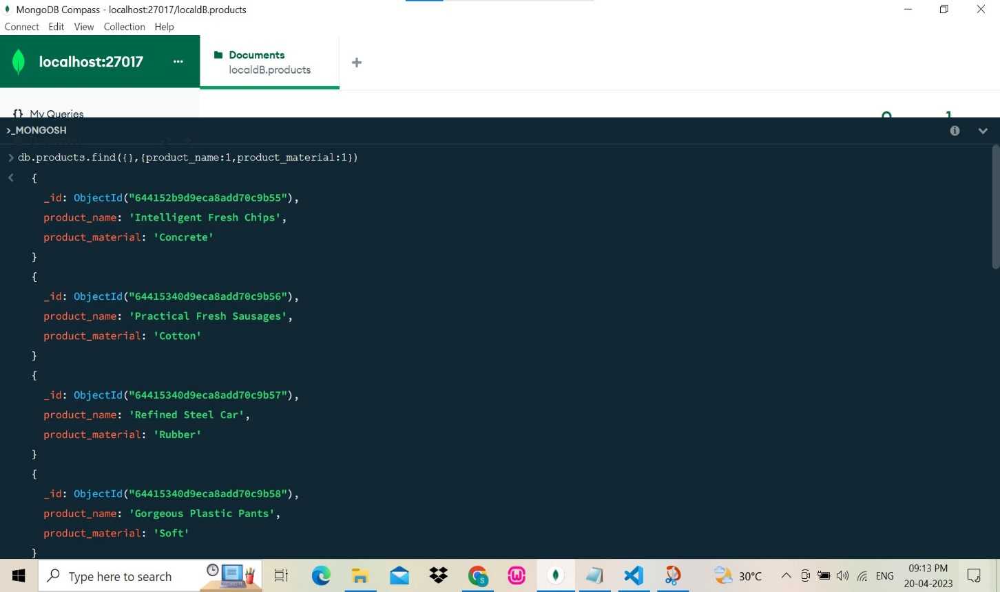 MongoDB Compass - localhost:27017/localdB.products
Connect Edit View Collection Help
localhost:27017 ...
Documents
localdB.products
+
{} My Queries
>_MONGOSH
> db.products.find({},{product_name:1,product_material:1})
< {
_id: ObjectId("644152b9d9eca8add70c9b55"),
product_name: 'Intelligent Fresh Chips',
product_material: 'Concrete'
}
{
_id: ObjectId("64415340d9eca8add70c9b56"),
product_name: 'Practical Fresh Sausages',
product_material: 'Cotton'
}
{
_id: ObjectId("64415340d9eca8add70c9b57"),
product_name: 'Refined Steel Car',
product_material: 'Rubber'
}
{
_id: ObjectId("64415340d9eca8add70c9b58"),
product_name: 'Gorgeous Plastic Pants',
product_material: 'Soft'
}
Type here to search
30°C
ENG
09:13 PM
20-04-2023